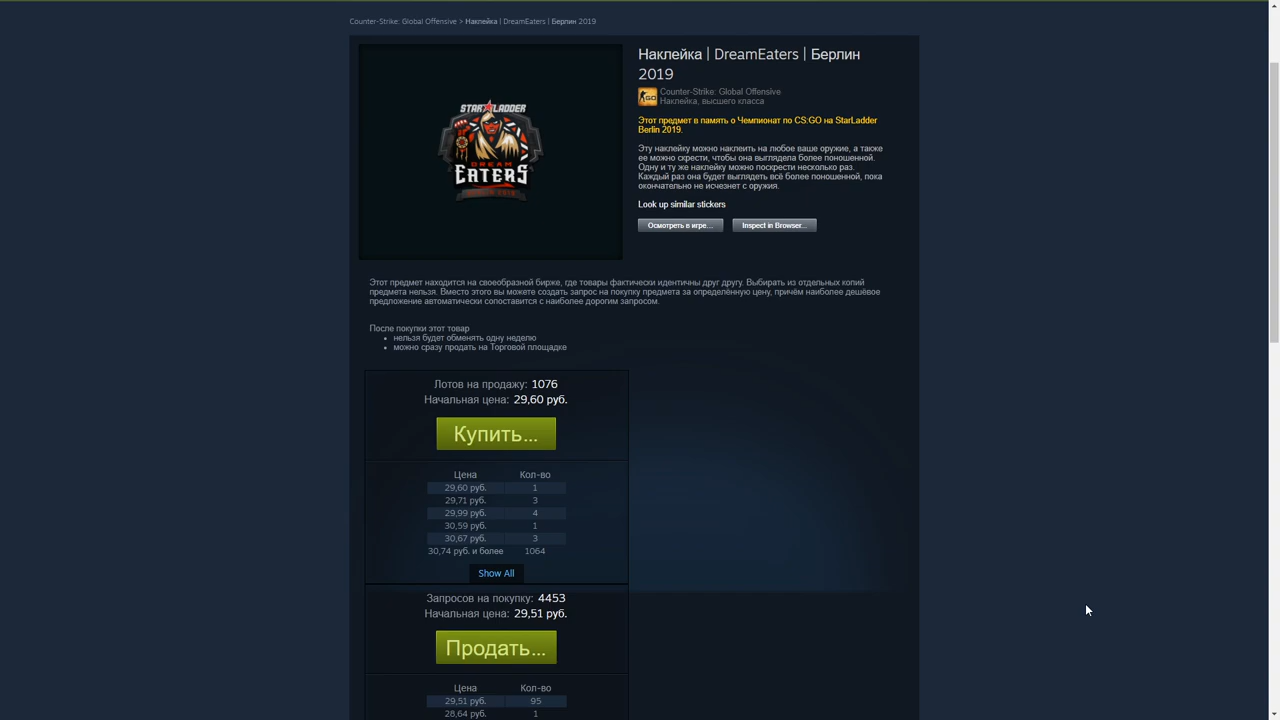 Counter-Strike: Global Offensive > Наклейка | DreamEaters | Берлин 2019
STAR LADDER
DREAM
EATERS
Наклейка | DreamEaters | Берлин
2019
Counter-Strike: Global Offensive
Наклейка, высшего класса
Этот предмет в память о Чемпионат по CS:GO на StarLadder
Berlin 2019.
Эту наклейку можно наклеить на любое ваше оружие, а также
ее можно скрести, чтобы она выглядела более поношенной.
Одну и ту же наклейку можно поскрести несколько раз.
Каждый раз она будет выглядеть всё более поношенной, пока
окончательно не исчезнет с оружия.
Look up similar stickers
Осмотреть в игре...
Inspect in Browser...
Этот предмет находится на своеобразной бирже, где товары фактически идентичны друг другу. Выбирать из отдельных копий
предмета нельзя. Вместо этого вы можете создать запрос на покупку предмета за определённую цену, причём наиболее дешёвое
предложение автоматически сопоставится с наиболее дорогим запросом.
После покупки этот товар
• нельзя будет обменять одну неделю
• можно сразу продать на Торговой площадке
Лотов на продажу: 1076
Начальная цена: 29,60 руб.
Купить...
Цена Кол-во
29,60 руб. 1
29,71 руб. 3
29,99 руб. 4
30,59 руб. 1
30,67 руб. 3
30,74 руб. и более 1064
Show All
Запросов на покупку: 4453
Начальная цена: 29,51 руб.
Продать...
Цена Кол-во
29,51 руб. 95
28,64 руб. 1